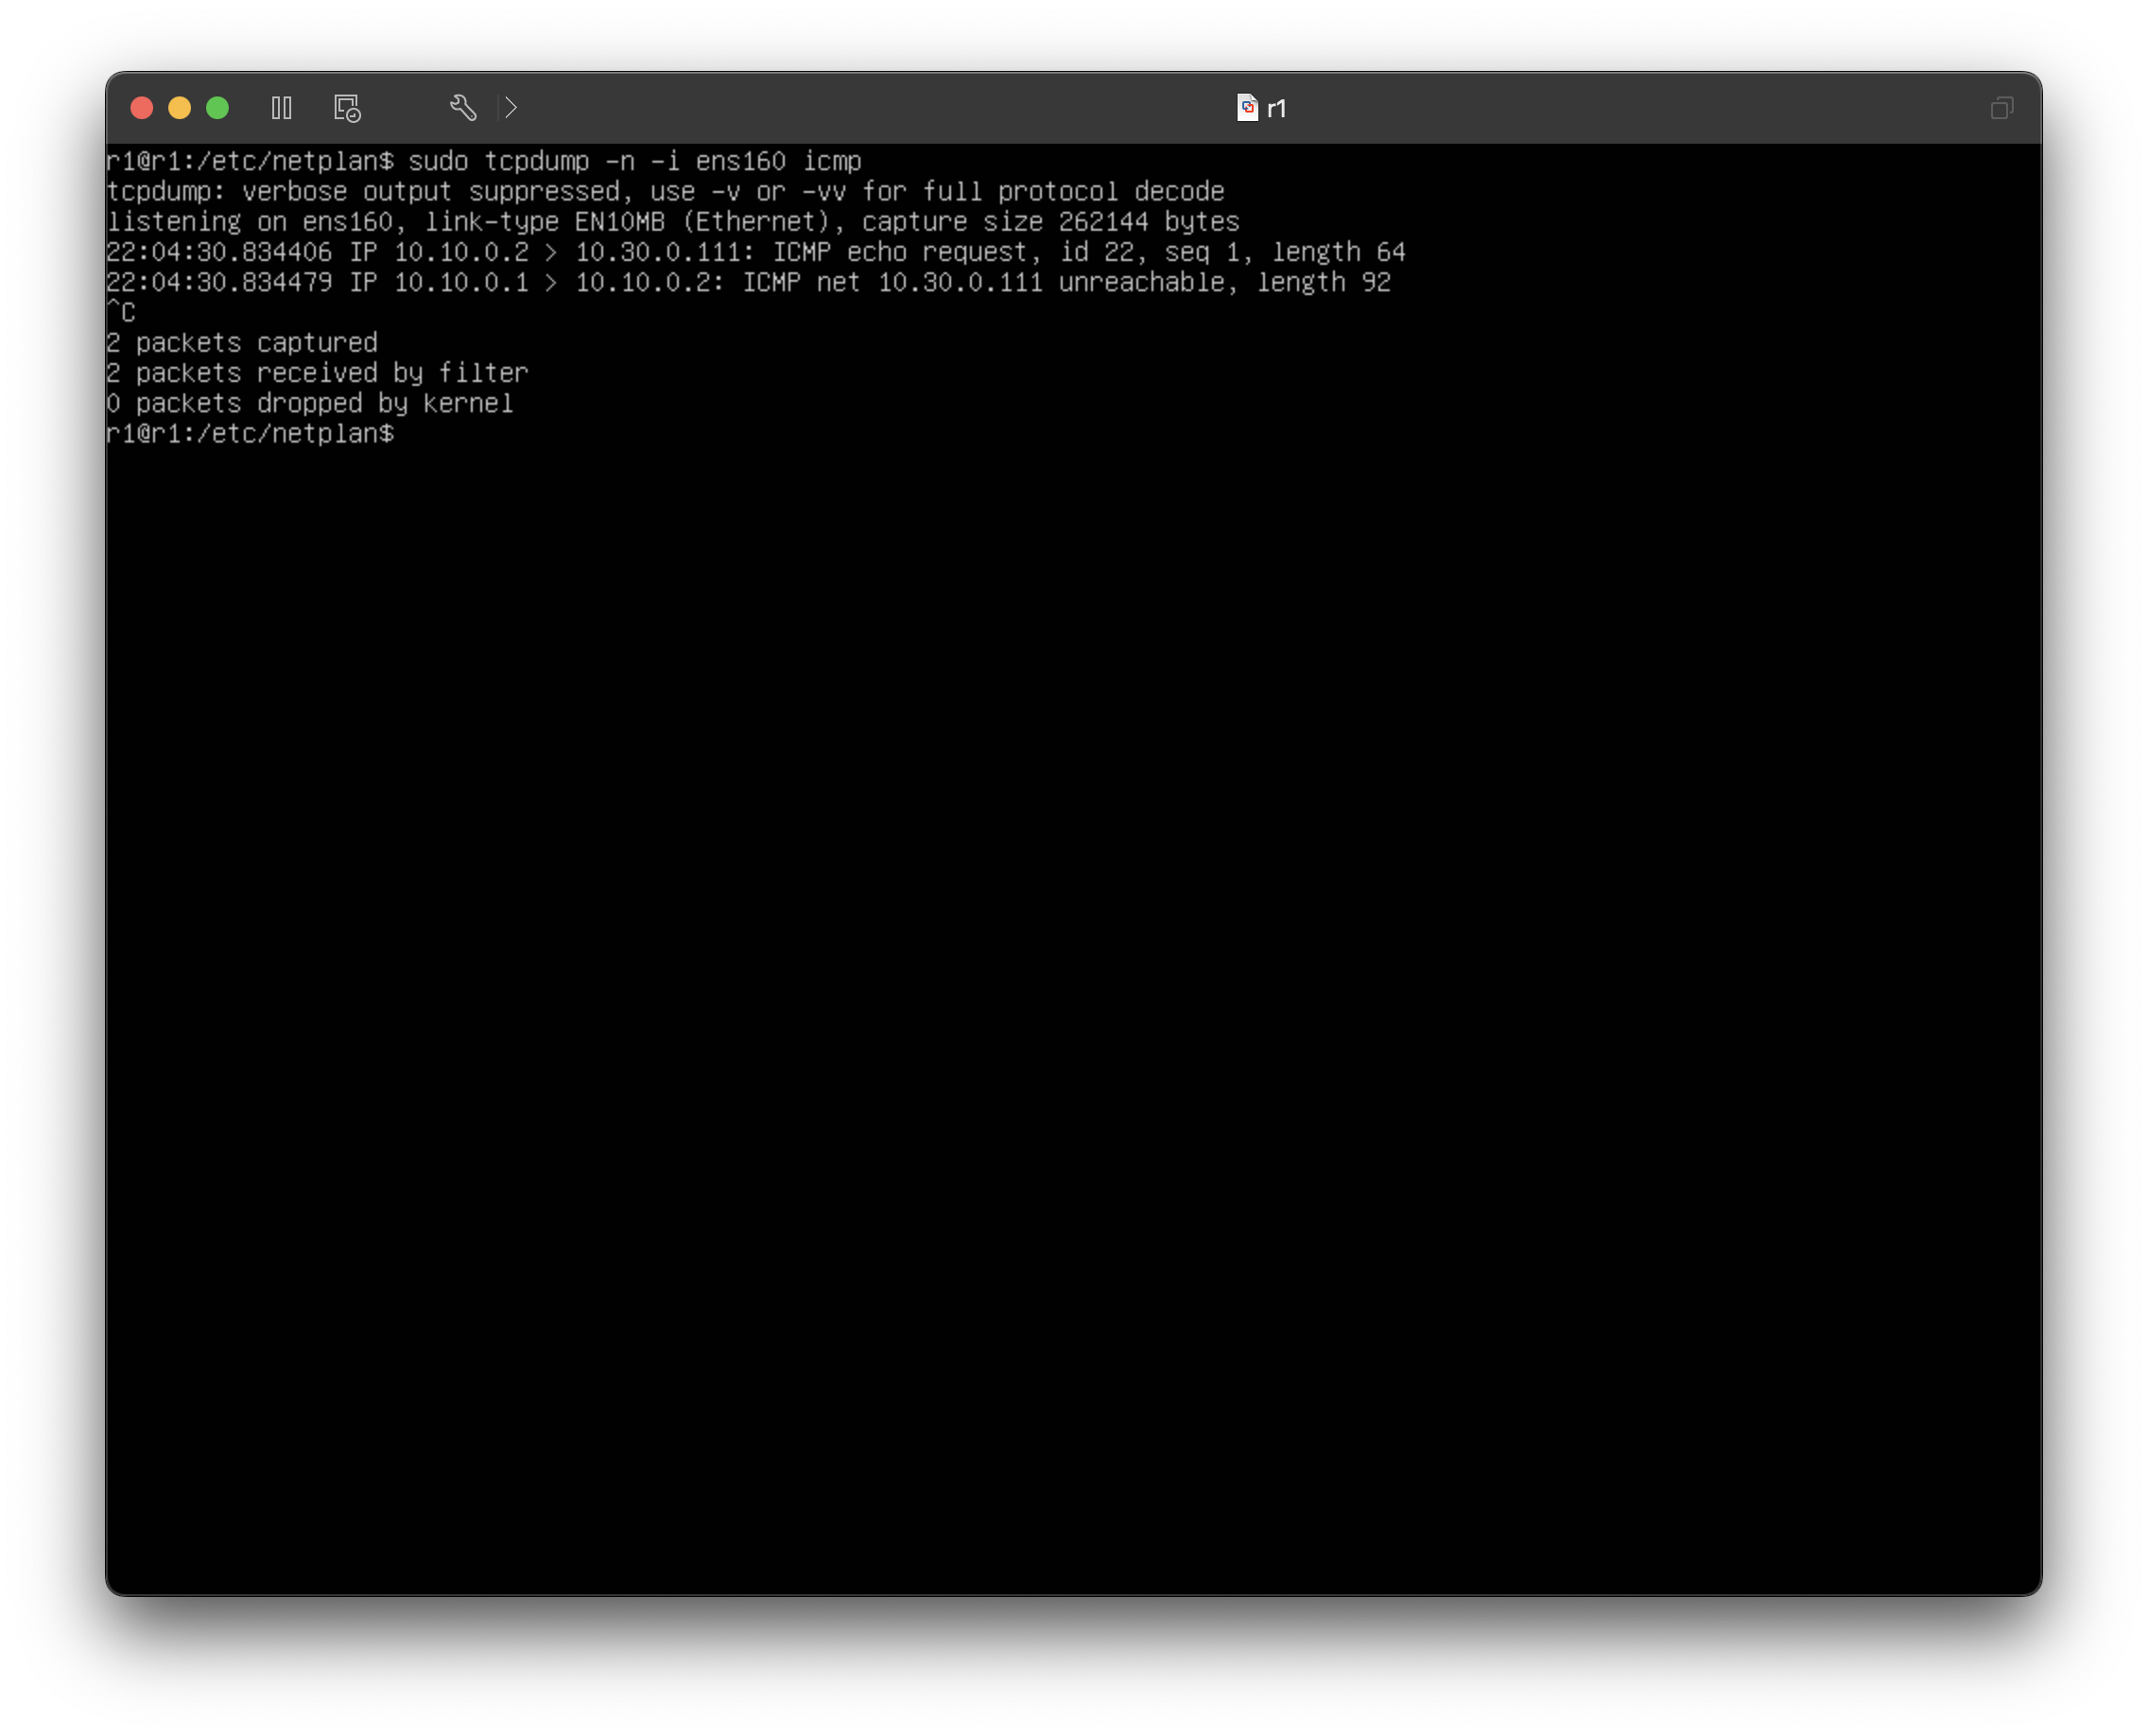 r1
r1@r1:/etc/netplan$ sudo tcpdump -n -i ens160 icmp
tcpdump: verbose output suppressed, use -v or -vv for full protocol decode
listening on ens160, link-type EN10MB (Ethernet), capture size 262144 bytes
22:04:30.834406 IP 10.10.0.2 > 10.30.0.111: ICMP echo request, id 22, seq 1, length 64
22:04:30.834479 IP 10.10.0.1 > 10.10.0.2: ICMP net 10.30.0.111 unreachable, length 92
^C
2 packets captured
2 packets received by filter
0 packets dropped by kernel
r1@r1:/etc/netplan$